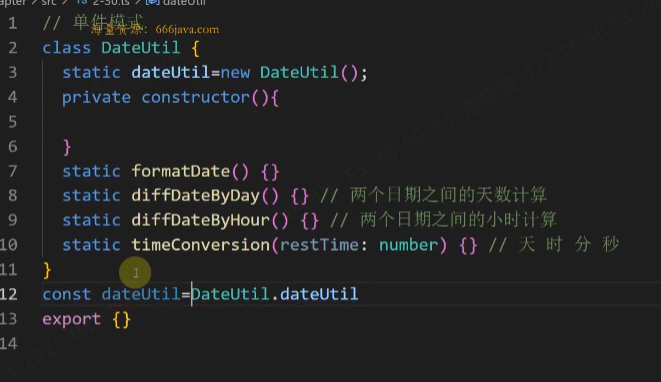 apter > src > TS 2-30.ts > dateUtil
1 // 单件模式
海量资源：666java.com
2 class DateUtil {
3 static dateUtil=new DateUtil();
4 private constructor(){
5
6 }
7 static formatDate() {}
8 static diffDateByDay() {} // 两个日期之间的天数计算
9 static diffDateByHour() {} // 两个日期之间的小时计算
10 static timeConversion(restTime: number) {} // 天 时 分 秒
11 }
12 const dateUtil=DateUtil.dateUtil
13 export {}
14